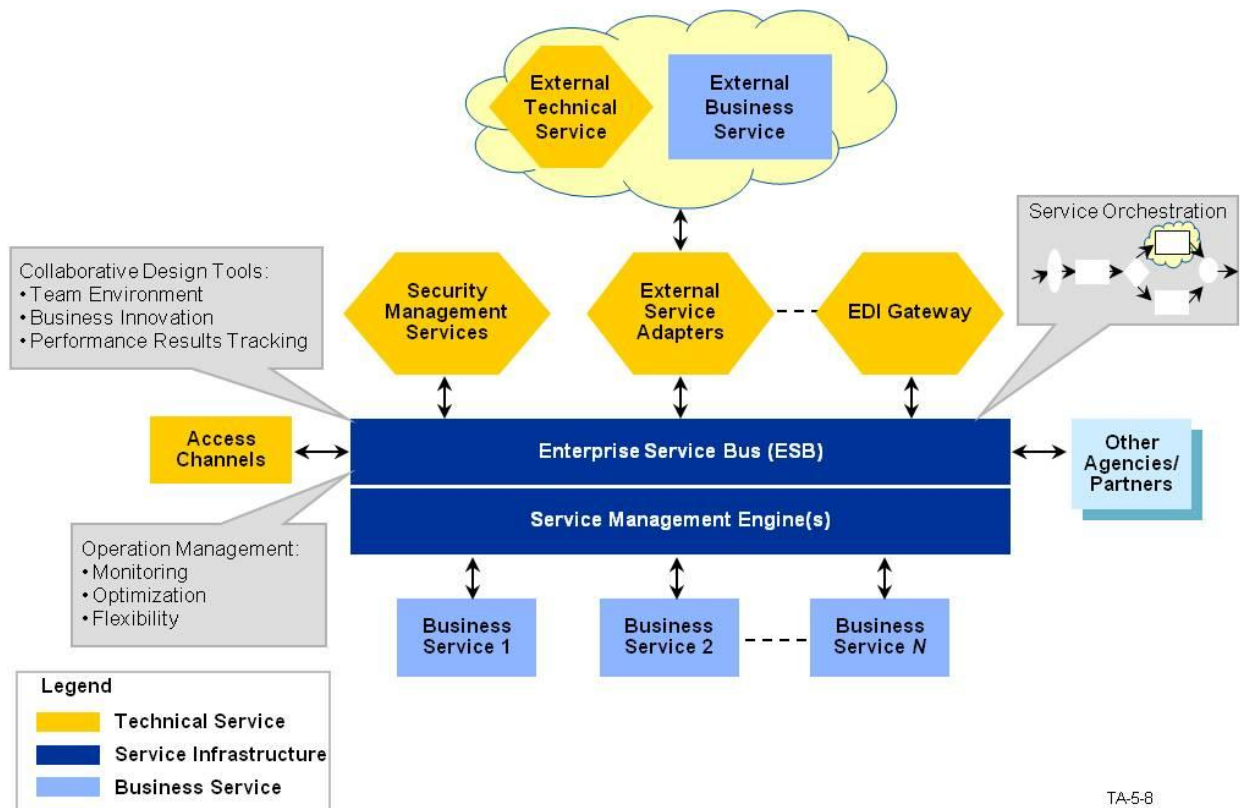 External
Technical
Service
External
Business
Service
Service Orchestration
Collaborative Design Tools:
• Team Environment
• Business Innovation
• Performance Results Tracking
Security
Management
Services
External
Service
Adapters
EDI Gateway
Access
Channels
Enterprise Service Bus (ESB)
Other
Agencies/
Partners
Service Management Engine(s)
Operation Management:
• Monitoring
• Optimization
• Flexibility
Business
Service 1
Business
Service 2
Business
Service N
Legend
Technical Service
Service Infrastructure
Business Service
TA-5-8